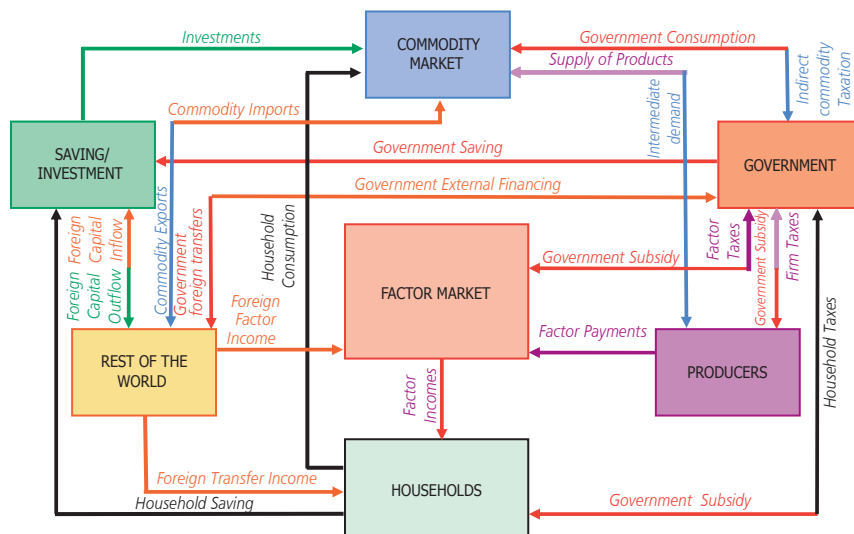 Investments
COMMODITY
MARKET
Government Consumption
Supply of Products
Indirect
commodity
Taxation
Intermediate
demand
Commodity Imports
SAVING/
INVESTMENT
Government Saving
GOVERNMENT
Government External Financing
Household
Consumption
Foreign
Capital
Outflow
Foreign
Capital
Inflow
Commodity Exports
Government
foreign transfers
Foreign
Factor
Income
FACTOR MARKET
Government Subsidy
Factor
Taxes
Government Subsidy
Firm Taxes
Household Taxes
REST OF THE
WORLD
Factor Payments
PRODUCERS
Factor
Incomes
Foreign Transfer Income
Household Saving
HOUSEHOLDS
Government Subsidy